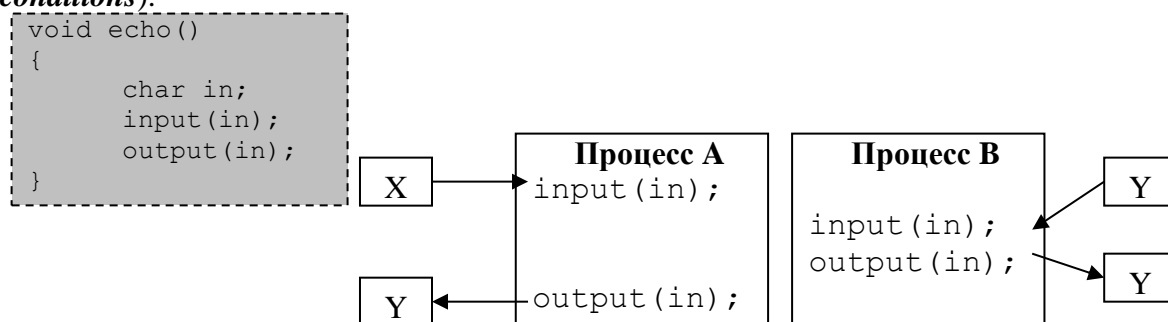 conditions).
void echo()
{
char in;
input(in);
output(in);
}
X
Y
Процесс А
input(in);
output(in);
Процесс В
input(in);
output(in);
Y
Y